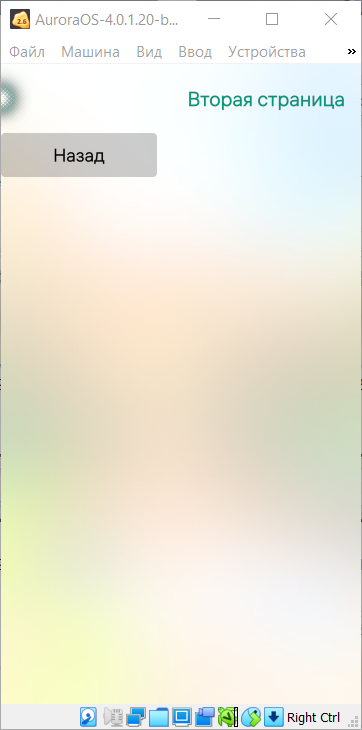 AuroraOS-4.0.1.20-b...
Файл Машина Вид Ввод Устройства »
Вторая страница
Назад
Right Ctrl